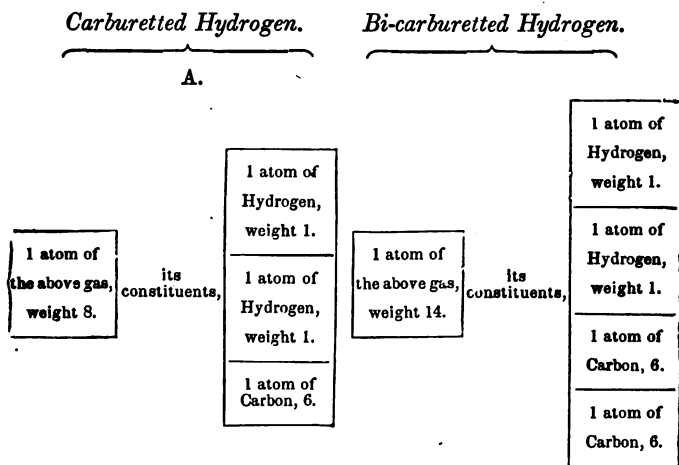 Carburetted Hydrogen.
A.
1 atom of
the above gas,
weight 8.
its
constituents,
1 atom of
Hydrogen,
weight 1.
1 atom of
Hydrogen,
weight 1.
1 atom of
Carbon, 6.
Bi-carburetted Hydrogen.
1 atom of
the above gas,
weight 14.
its
constituents,
1 atom of
Hydrogen,
weight 1.
1 atom of
Hydrogen,
weight 1.
1 atom of
Carbon, 6.
1 atom of
Carbon, 6.